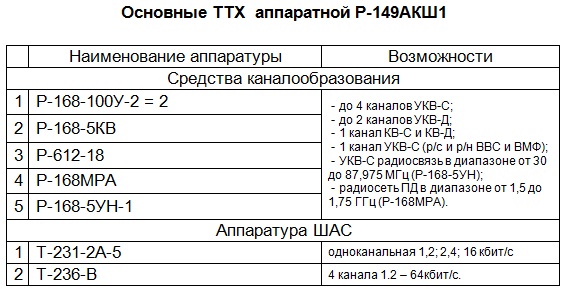 Основные ТТХ аппаратной Р-149АКШ1
Наименование аппаратуры Возможности
Средства каналообразования
1 Р-168-100У-2 = 2
2 Р-168-5КВ
3 Р-612-18
4 Р-168МРА
5 Р-168-5УН-1
- до 4 каналов УКВ-С;
- до 2 каналов УКВ-Д;
- 1 канал КВ-С и КВ-Д;
- 1 канал УКВ-С (р/с и р/н ВВС и ВМФ);
- УКВ-С радиосвязь в диапазоне от 30
до 87,975 МГц (Р-168-5УН);
- радиосеть ПД в диапазоне от 1,5 до
1,75 ГГц (Р-168МРА).
Аппаратура ШАС
1 Т-231-2А-5 одноканальная 1,2; 2,4; 16 кбит/с
2 Т-236-В 4 канала 1.2 – 64кбит/с.